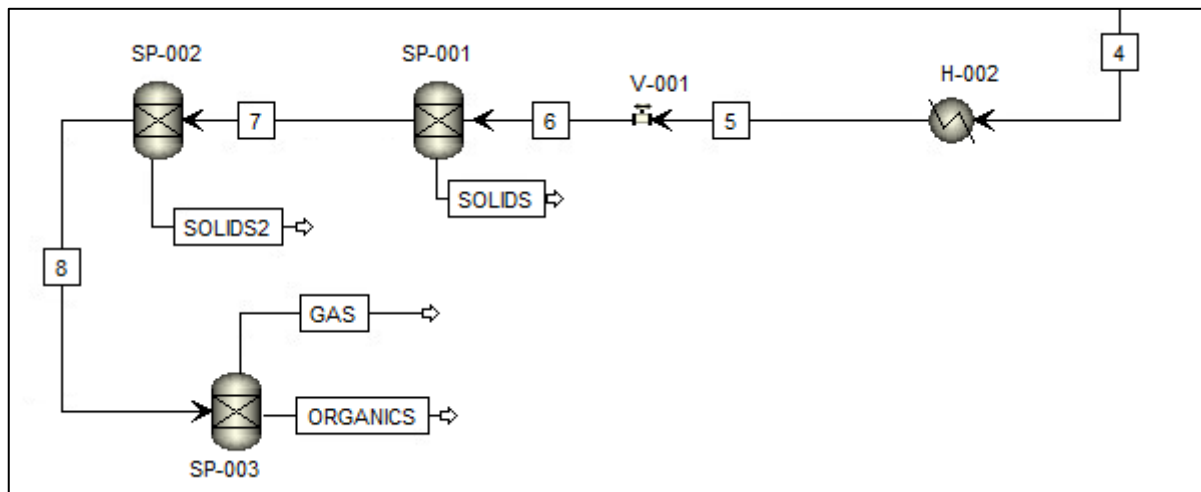 SP-002
SP-001
V-001
H-002
4
7
6
5
SOLIDS
SOLIDS2
8
GAS
ORGANICS
SP-003